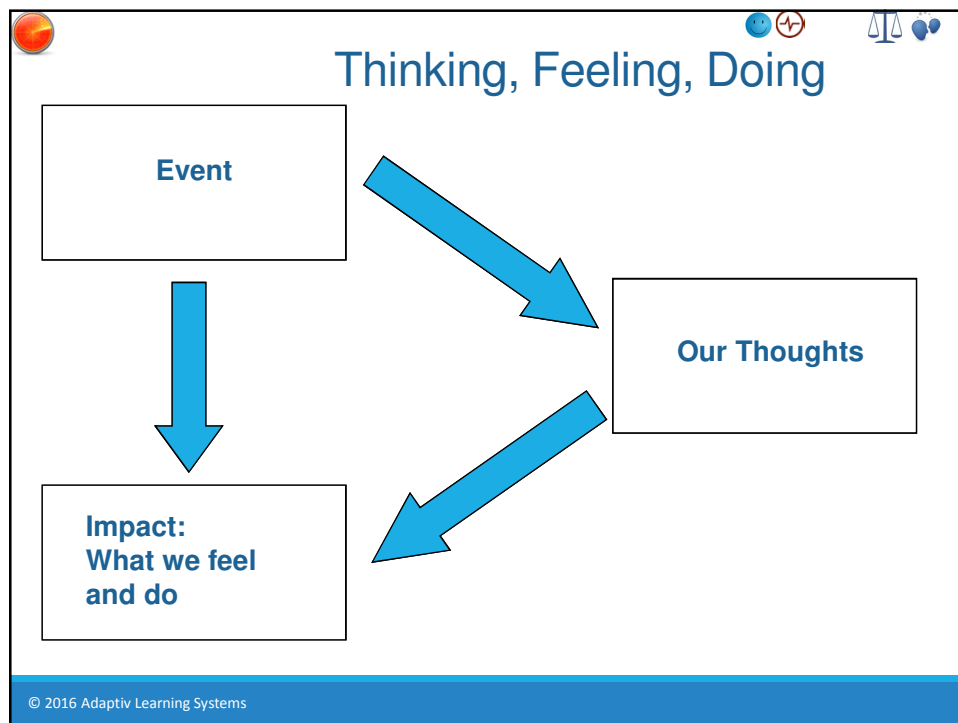 Thinking, Feeling, Doing
Event
Our Thoughts
Impact:
What we feel
and do
© 2016 Adaptiv Learning Systems